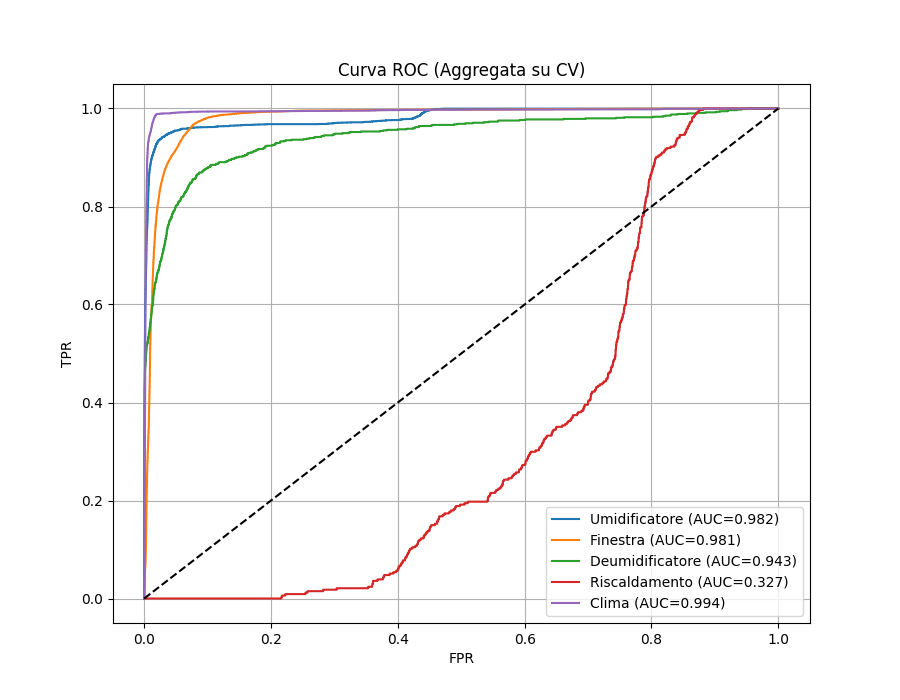 Curva ROC (Aggregata su CV)
TPR
1.0
0.8
0.6
0.4
0.2
0.0
0.0 0.2 0.4 0.6 0.8 1.0
FPR
Umidificatore (AUC=0.982)
Finestra (AUC=0.981)
Deumidificatore (AUC=0.943)
Riscaldamento (AUC=0.327)
Clima (AUC=0.994)